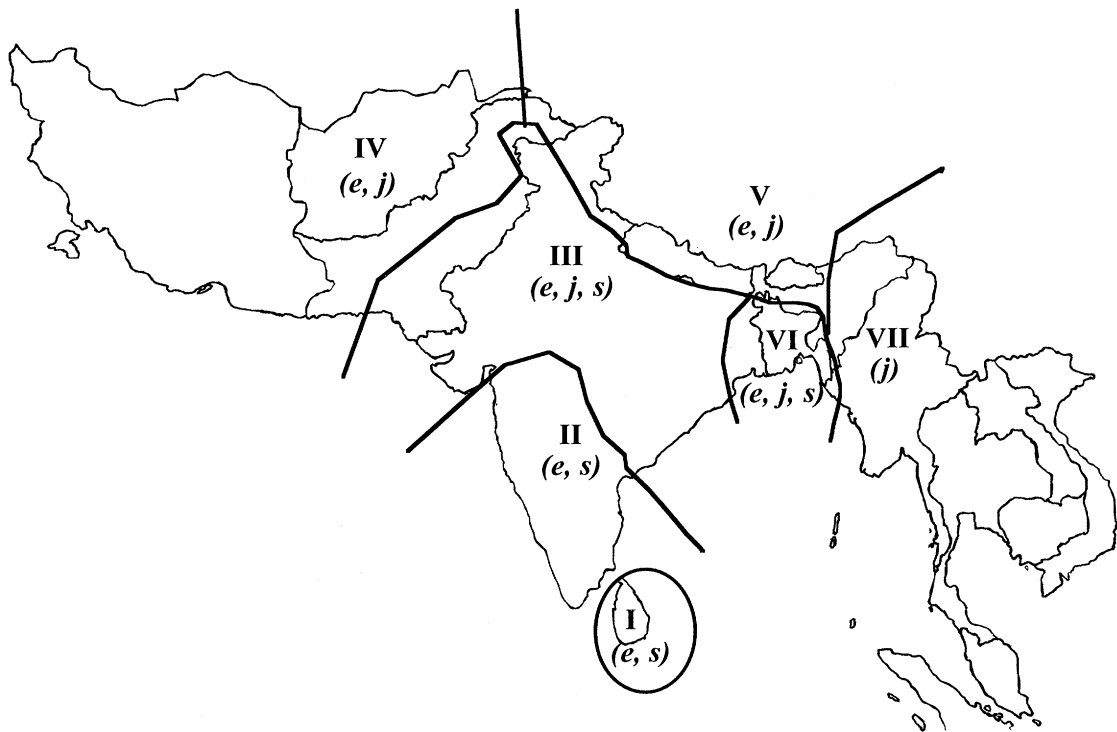 IV
(e, j)
V
(e, j)
III
(e, j, s)
VI
(e, j, s)
VII
(j)
II
(e, s)
I
(e, s)